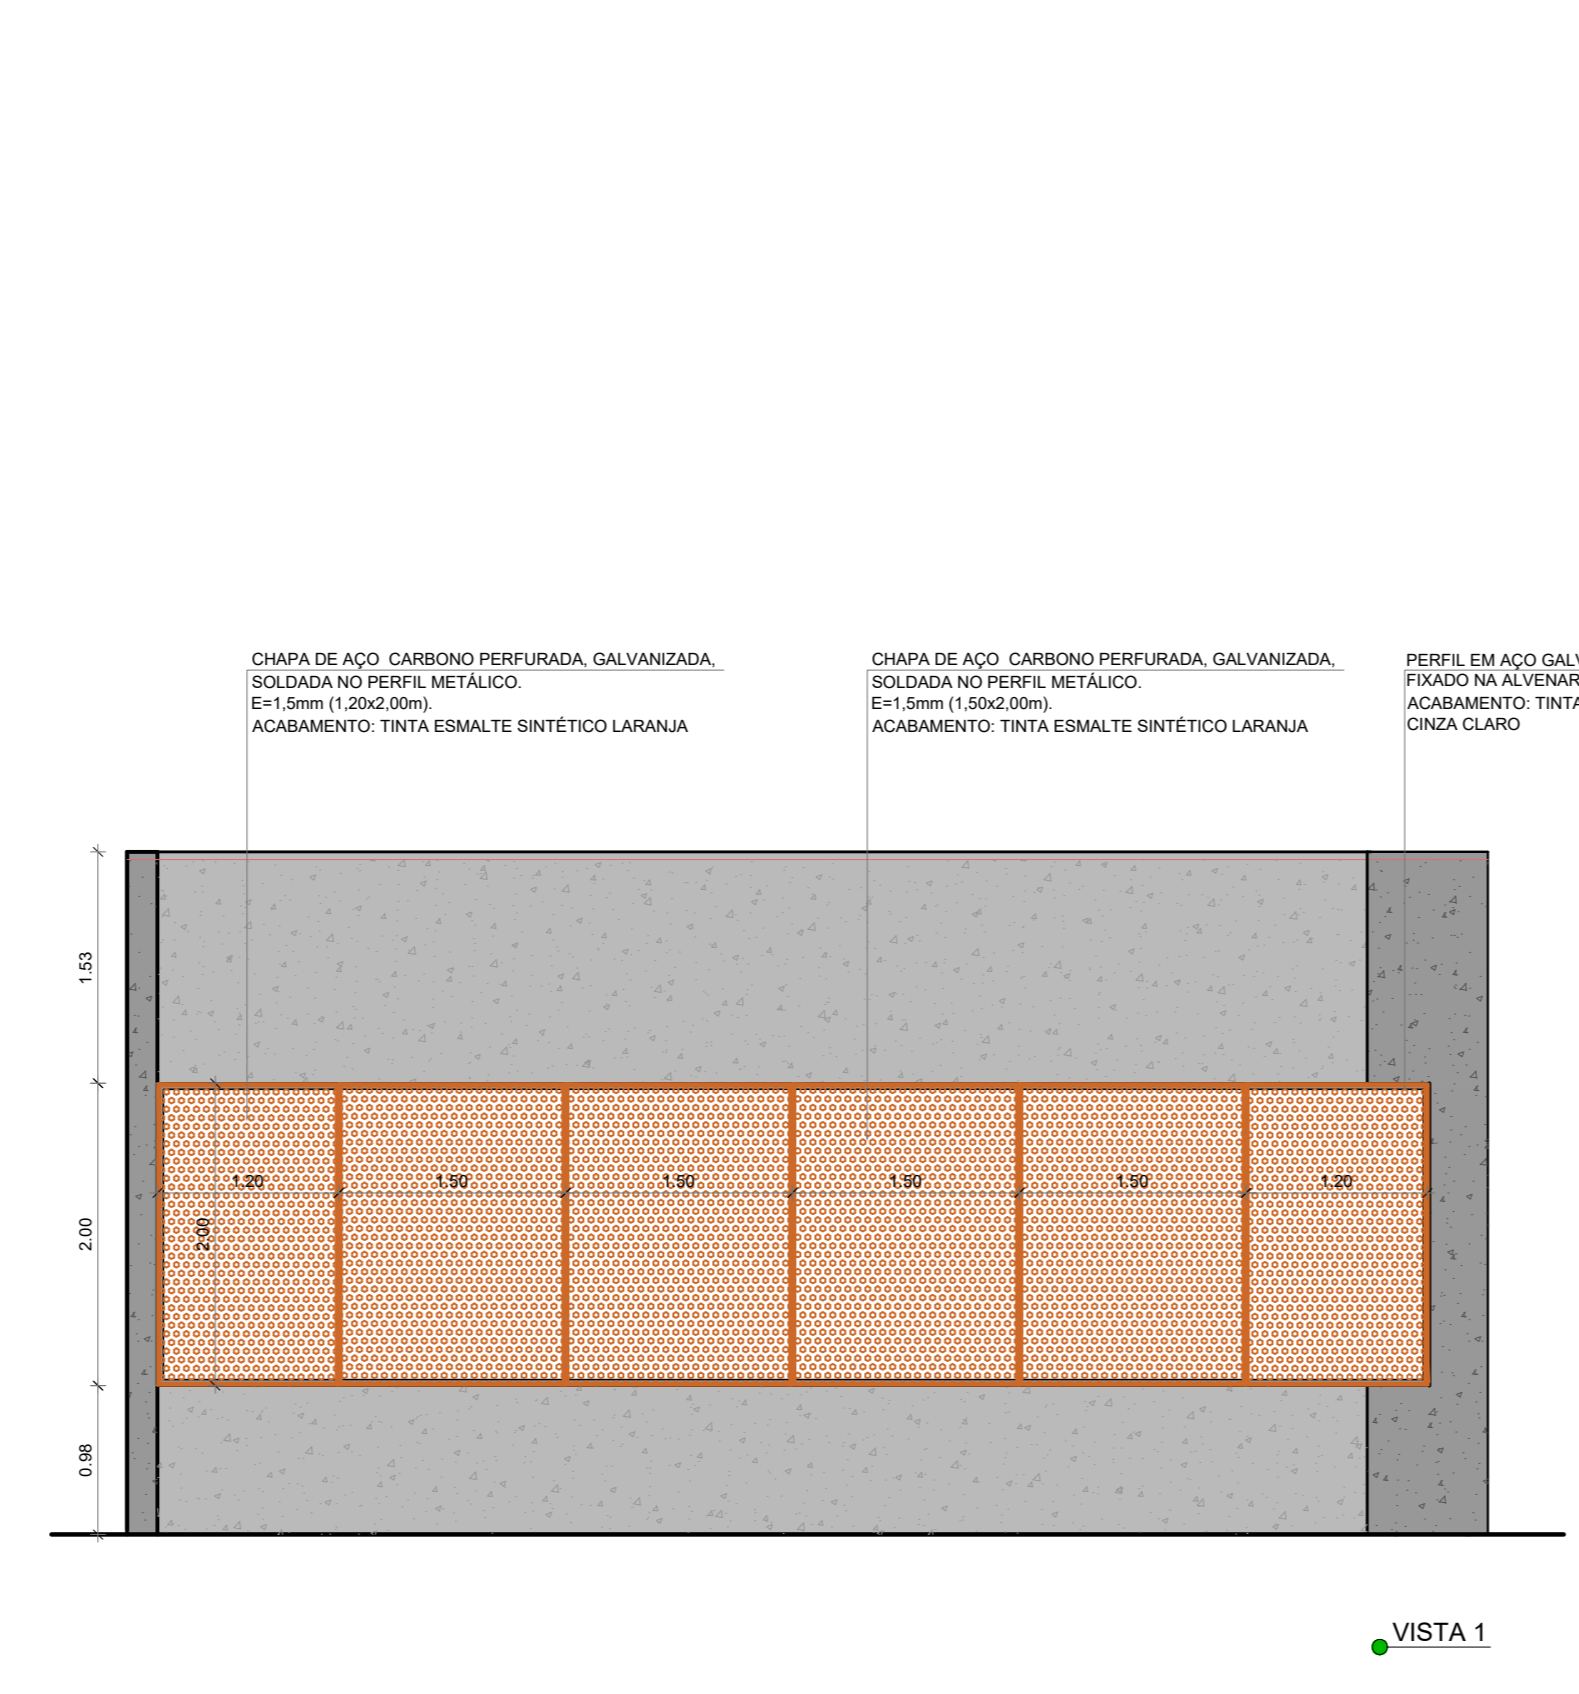 CHAPA DE AÇO  CARBONO PERFURADA, GALVANIZADA,
SOLDADA NO PERFIL METÁLICO.
E=1,5mm (1,20x2,00m).
ACABAMENTO: TINTA ESMALTE SINTÉTICO LARANJA
CHAPA DE AÇO  CARBONO PERFURADA, GALVANIZADA,
SOLDADA NO PERFIL METÁLICO.
E=1,5mm (1,50x2,00m).
ACABAMENTO: TINTA ESMALTE SINTÉTICO LARANJA
PERFIL EM AÇO GALV
FIXADO NA ALVENAR
ACABAMENTO: TINTA
CINZA CLARO
1.53
2.00
0.98
1.20
1.50
1.50
1.50
1.50
1.20
2.00
VISTA 1